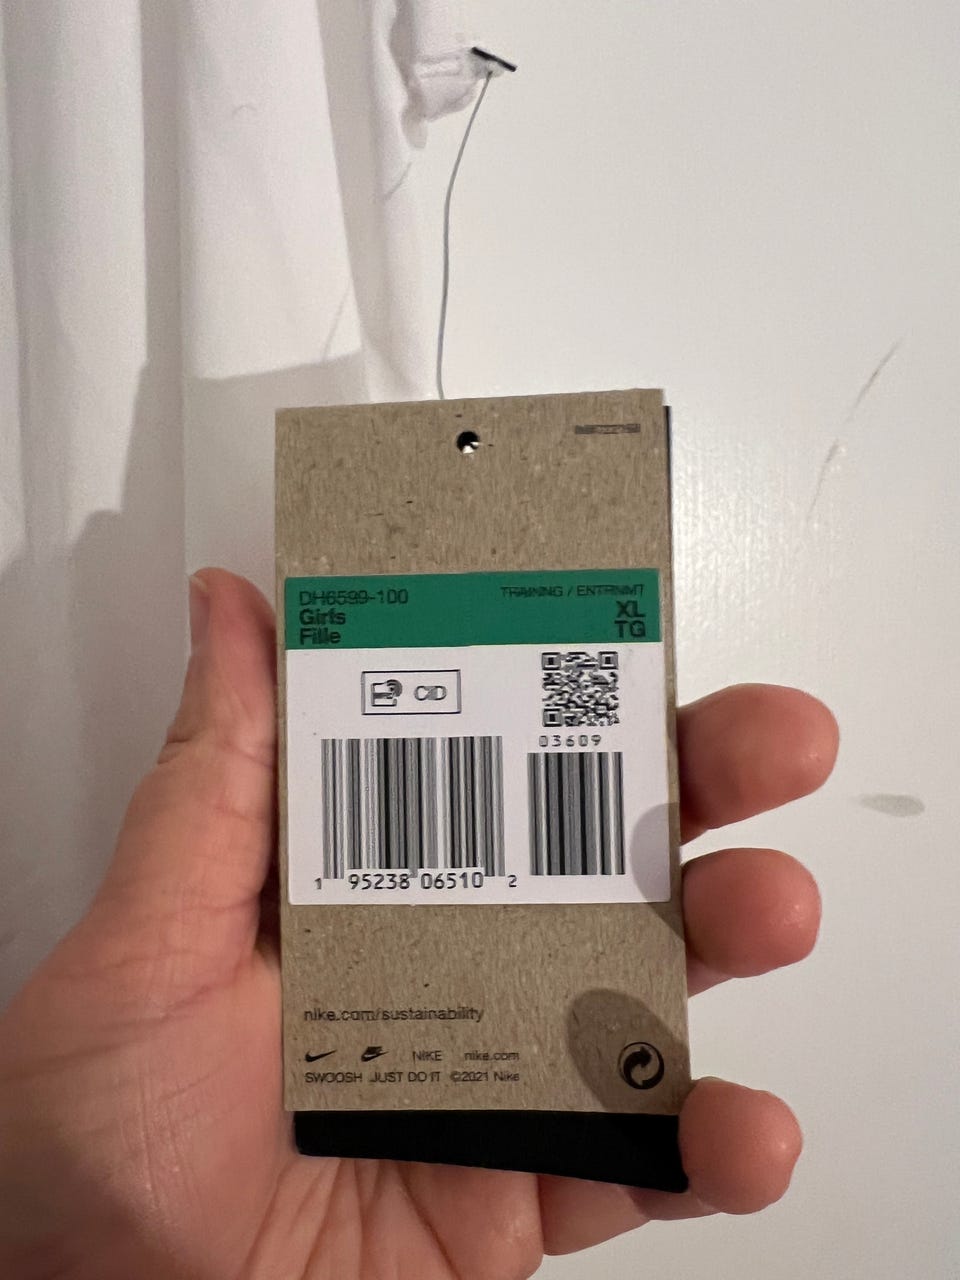 DH6599-100
TRAINING / ENTRNMT
Girls
XL
Fille
TG
CID
03609
1 95238 06510 2
nike.com/sustainability
NIKE nike.com
SWOOSH JUST DO IT ©2021 Nike